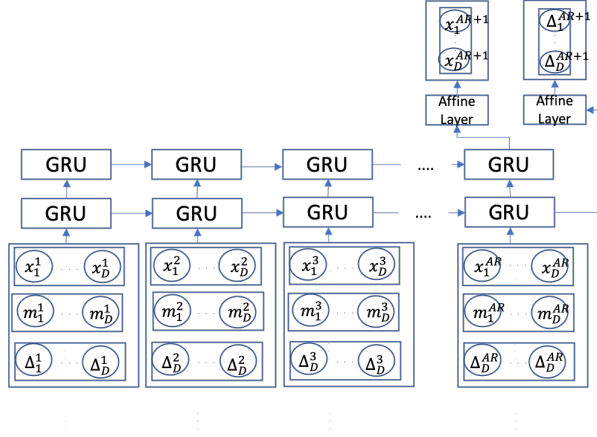 x_1^{AR+1} Δ_1^{AR+1}
x_D^{AR+1} Δ_D^{AR+1}
Affine Layer Affine Layer
GRU GRU GRU .... GRU
GRU GRU GRU .... GRU
x_1^1 x_D^1 x_1^2 x_D^2 x_1^3 x_D^3 x_1^{AR} x_D^{AR}
m_1^1 m_D^1 m_1^2 m_D^2 m_1^3 m_D^3 m_1^{AR} m_D^{AR}
Δ_1^1 Δ_D^1 Δ_1^2 Δ_D^2 Δ_1^3 Δ_D^3 Δ_D^{AR} Δ_D^{AR}